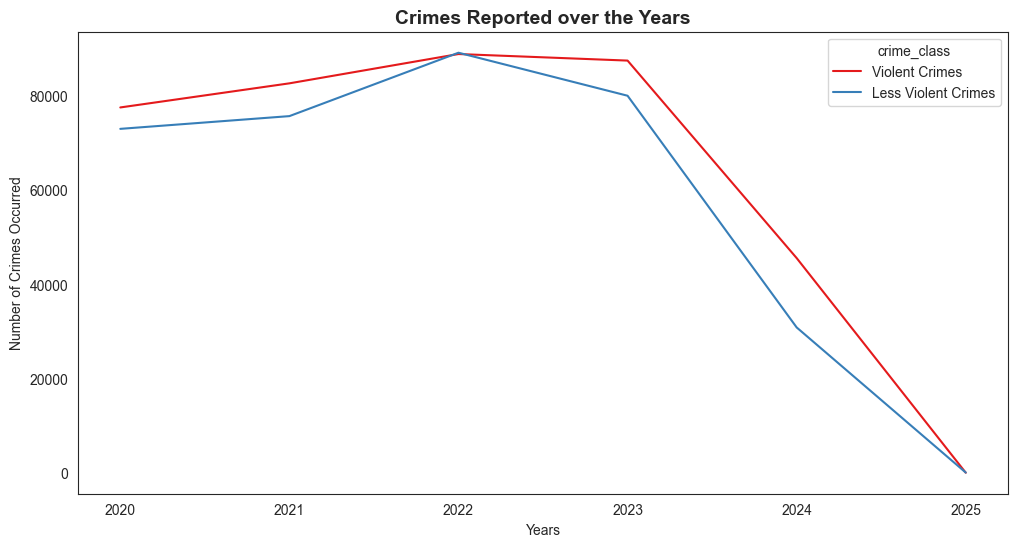 Crimes Reported over the Years
crime_class
Violent Crimes
Less Violent Crimes
Number of Crimes Occurred
80000
60000
40000
20000
0
2020 2021 2022 2023 2024 2025
Years